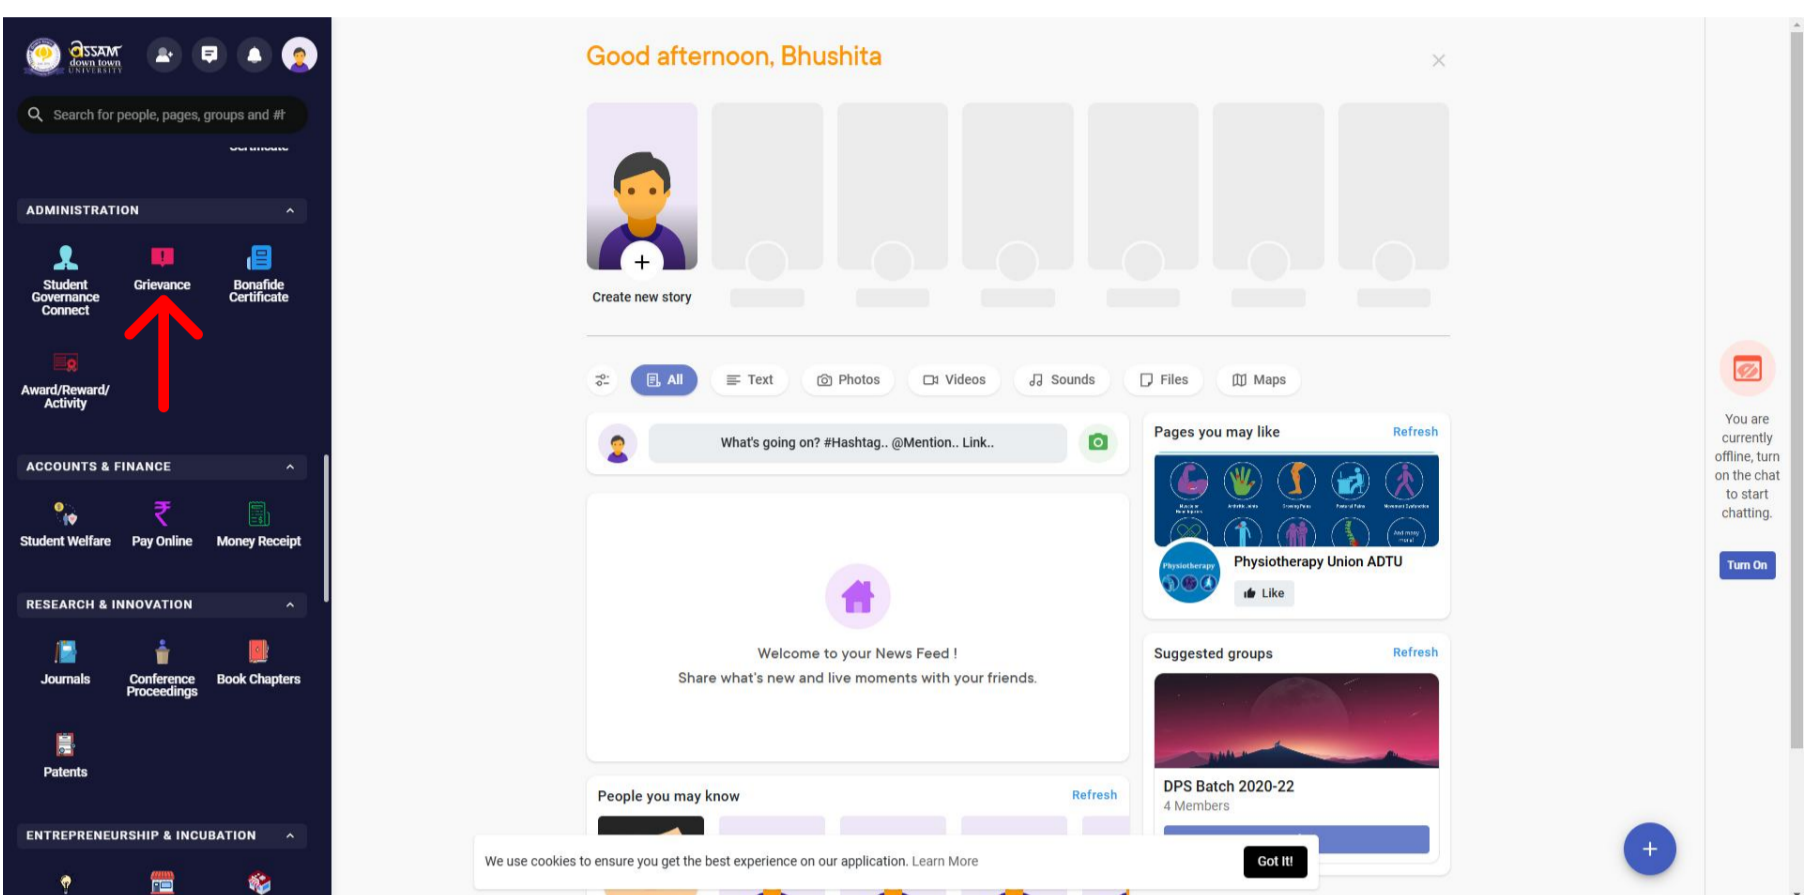 ASSAM
down town
UNIVERSITY
Search for people, pages, groups and #h
Certificate
ADMINISTRATION
Student Governance Connect
Grievance
Bonafide Certificate
Award/Reward/
Activity
ACCOUNTS & FINANCE
Student Welfare
Pay Online
Money Receipt
RESEARCH & INNOVATION
Journals
Conference Proceedings
Book Chapters
Patents
ENTREPRENEURSHIP & INCUBATION
Good afternoon, Bhushita
Create new story
All
Text
Photos
Videos
Sounds
Files
Maps
What's going on? #Hashtag.. @Mention.. Link..
Welcome to your News Feed !
Share what's new and live moments with your friends.
People you may know
Refresh
Pages you may like
Refresh
And many more!
Physiotherapy
Physiotherapy Union ADTU
Like
Suggested groups
Refresh
DPS Batch 2020-22
4 Members
We use cookies to ensure you get the best experience on our application. Learn More
Got It!
You are
currently
offline, turn
on the chat
to start
chatting.
Turn On